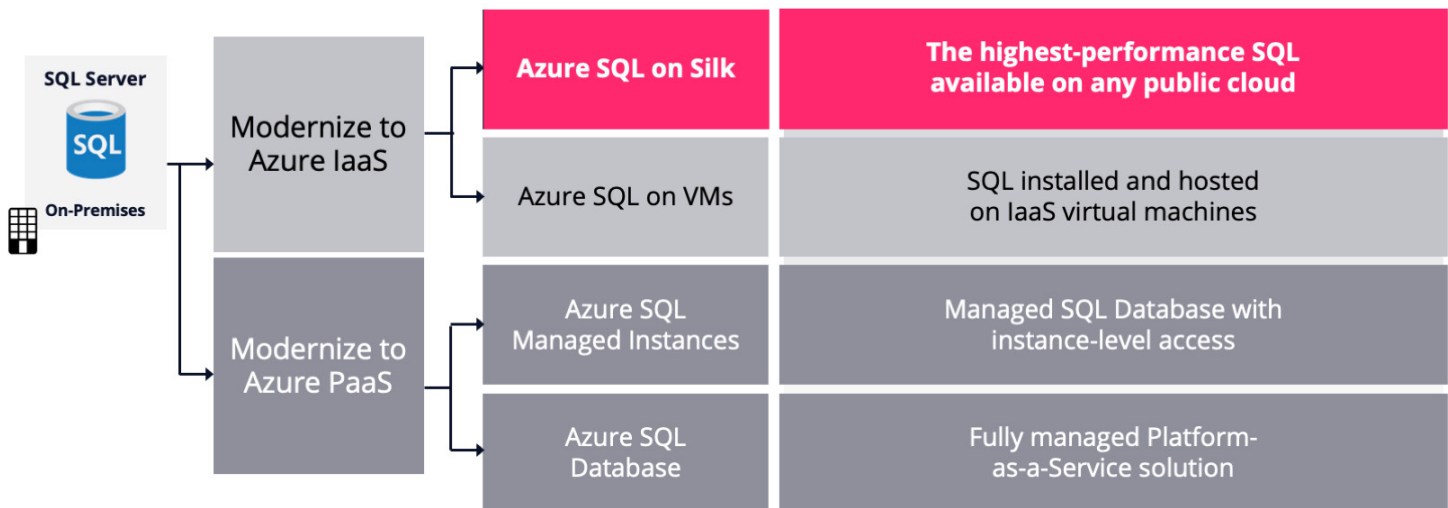 SQL Server
SQL
On-Premises
Modernize to
Azure IaaS
Azure SQL on Silk
The highest-performance SQL
available on any public cloud
Azure SQL on VMs
SQL installed and hosted
on IaaS virtual machines
Modernize to
Azure PaaS
Azure SQL
Managed Instances
Managed SQL Database with
instance-level access
Azure SQL
Database
Fully managed Platform-
as-a-Service solution